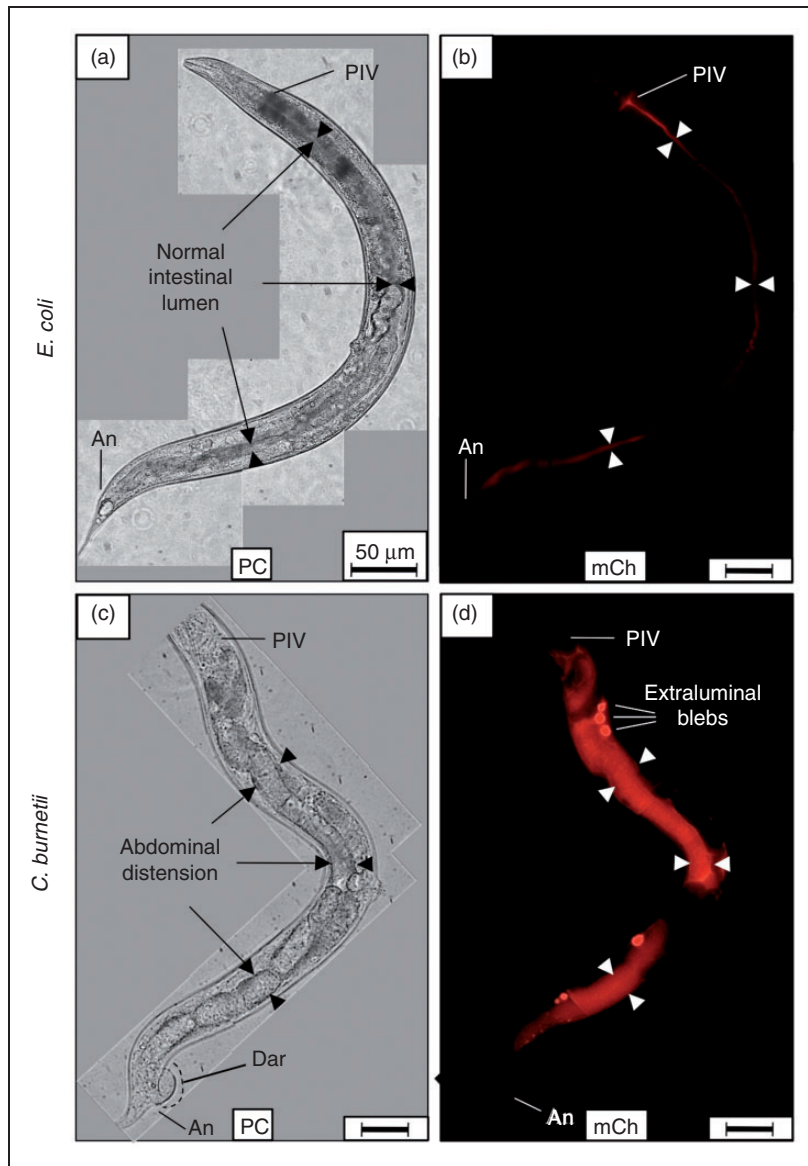 E. coli
(a)
PIV
Normal
intestinal
lumen
An
PC
50 μm
(b)
PIV
An
mCh
C. burnetii
(c)
PIV
Abdominal
distension
Dar
An
PC
(d)
PIV
Extraluminal
blebs
An
mCh